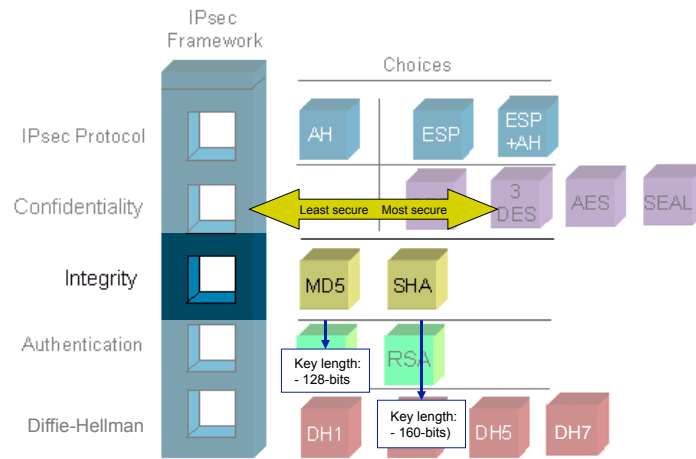 IPsec
Framework
Choices
IPsec Protocol
AH
ESP
ESP
+AH
Confidentiality
Least secure Most secure
3
DES
AES
SEAL
Integrity
MD5
SHA
Authentication
RSA
Key length:
- 128-bits
Key length:
- 160-bits)
Diffie-Hellman
DH1
DH5
DH7